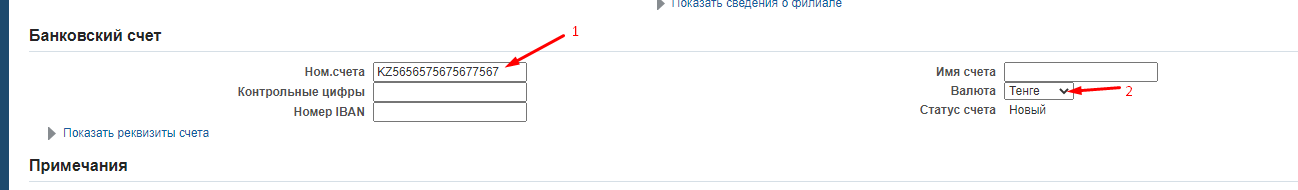 Показать сведения о филиале
Банковский счет
1
Ном.счета KZ5656575675677567 Имя счета
Контрольные цифры Валюта Тенге 2
Номер IBAN Статус счета Новый
Показать реквизиты счета
Примечания